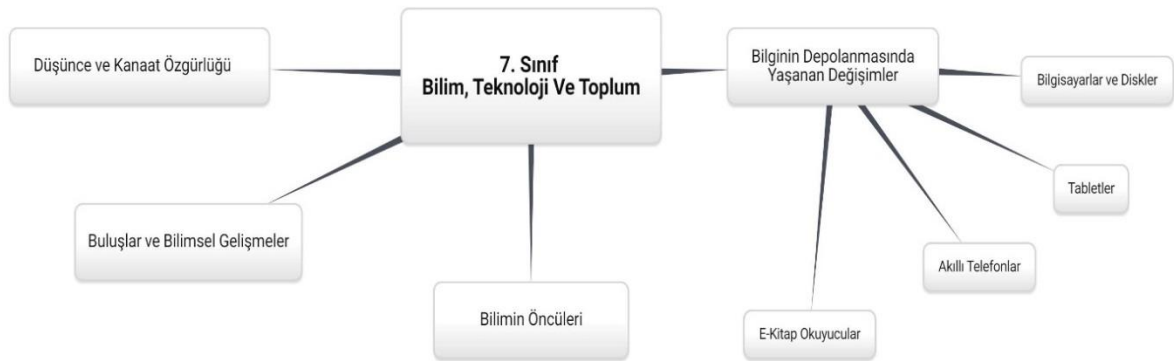 7. Sınıf
Bilim, Teknoloji Ve Toplum
Düşünce ve Kanaat Özgürlüğü
Buluşlar ve Bilimsel Gelişmeler
Bilimin Öncüleri
Bilginin Depolanmasında
Yaşanan Değişimler
Bilgisayarlar ve Diskler
Tabletler
Akıllı Telefonlar
E-Kitap Okuyucular